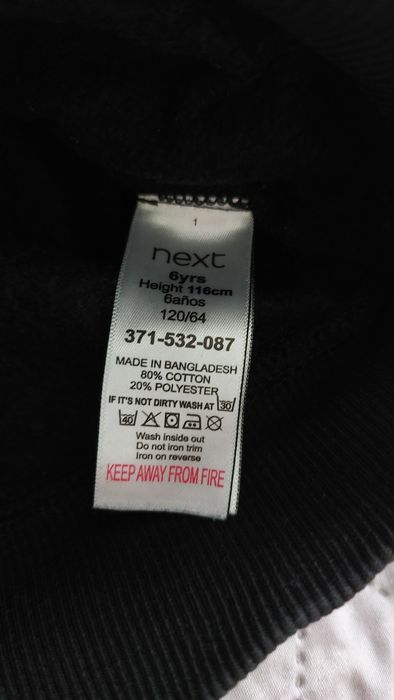 1
next
6yrs
Height 116cm
6años
120/64
371-532-087
MADE IN BANGLADESH
80% COTTON
20% POLYESTER
IF IT'S NOT DIRTY WASH AT 30
40
Wash inside out
Do not iron trim
Iron on reverse
KEEP AWAY FROM FIRE